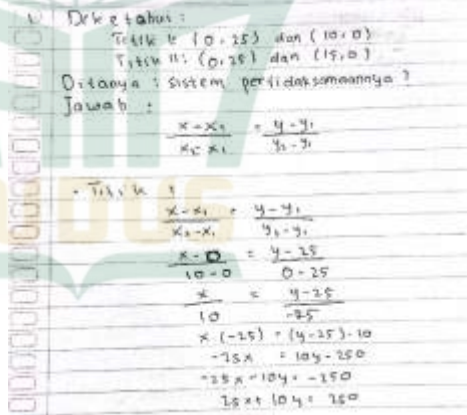 1. Diketahui :
Titik I: (0, 25) dan (10, 0)
Titik II: (0, 25) dan (15, 0)
Ditanya : sistem pertidaksamaannya ?
Jawab :
x - x₁ / x₂ - x₁ = y - y₁ / y₂ - y₁
- Titik I
x - x₁ / x₂ - x₁ = y - y₁ / y₂ - y₁
x - 0 / 10 - 0 = y - 25 / 0 - 25
x / 10 = y - 25 / -25
x (-25) = (y - 25) . 10
-25x = 10y - 250
-25x - 10y = -250
25x + 10y = 250